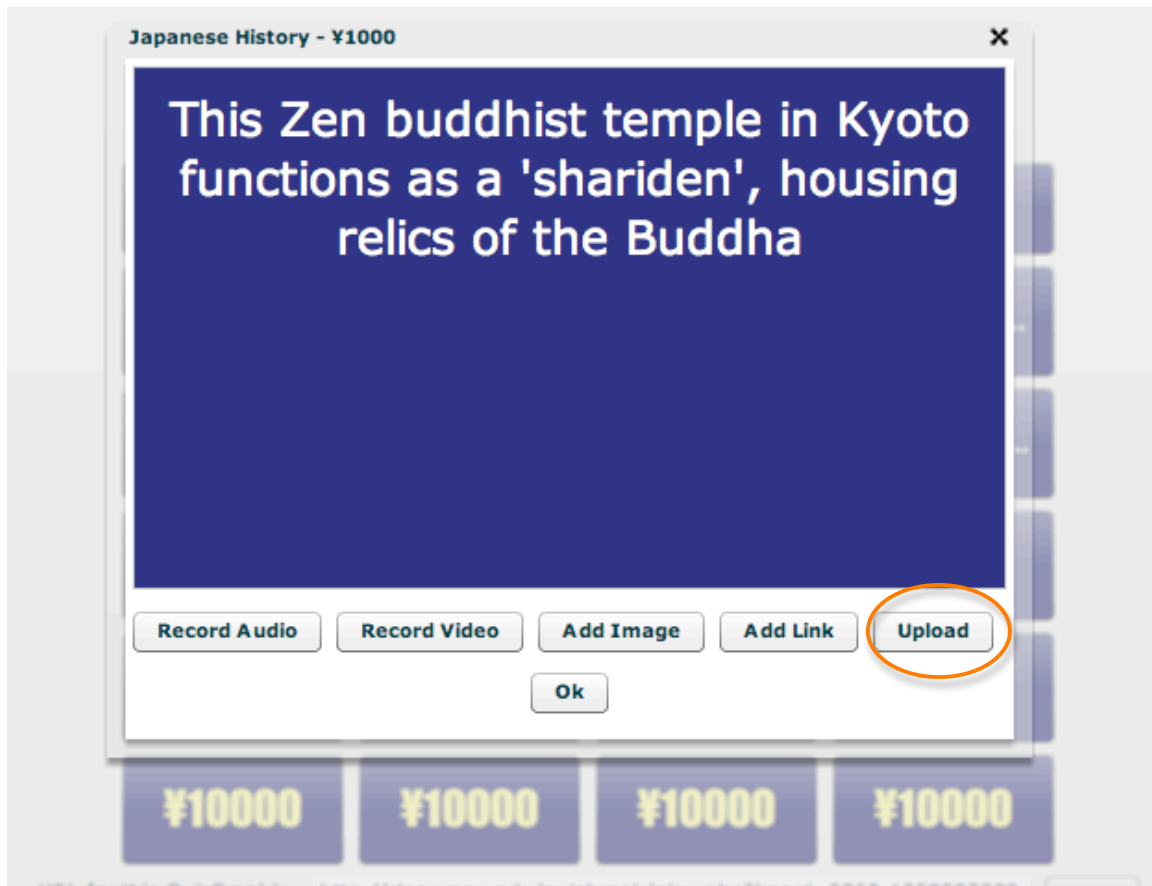 Japanese History - ¥1000
This Zen buddhist temple in Kyoto
functions as a 'shariden', housing
relics of the Buddha
Record Audio Record Video Add Image Add Link Upload
Ok
¥10000 ¥10000 ¥10000 ¥10000